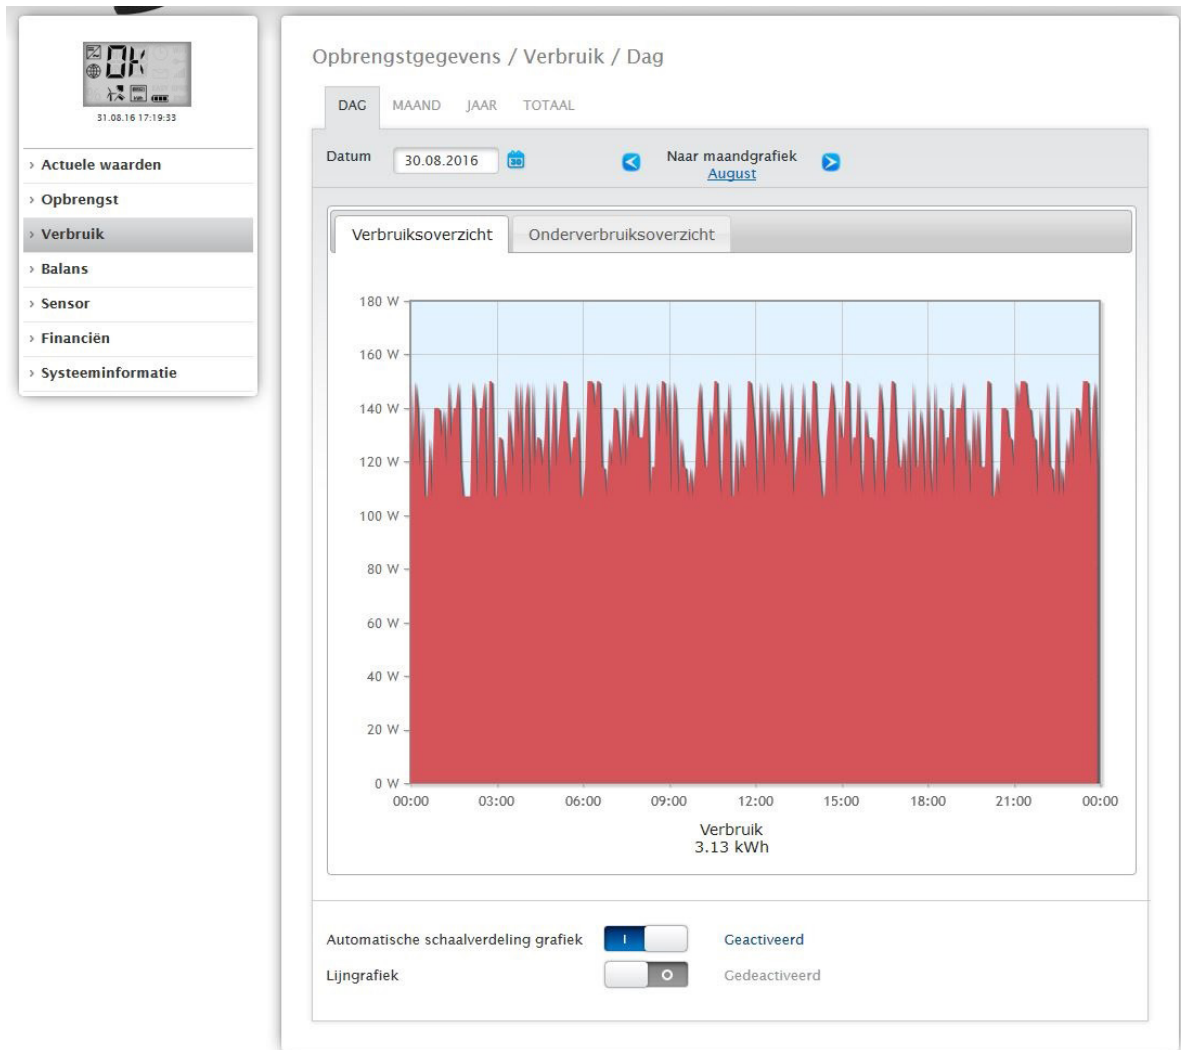 OK
31.08.16 17:19:33
› Actuele waarden
› Opbrengst
› Verbruik
› Balans
› Sensor
› Financiën
› Systeeminformatie
Opbrengstgegevens / Verbruik / Dag
DAG MAAND JAAR TOTAAL
Datum 30.08.2016 30 Naar maandgrafiek
August
Verbruiksoverzicht Onderverbruiksoverzicht
180 W
160 W
140 W
120 W
100 W
80 W
60 W
40 W
20 W
0 W
00:00 03:00 06:00 09:00 12:00 15:00 18:00 21:00 00:00
Verbruik
3.13 kWh
Automatische schaalverdeling grafiek I Geactiveerd
Lijngrafiek O Gedeactiveerd